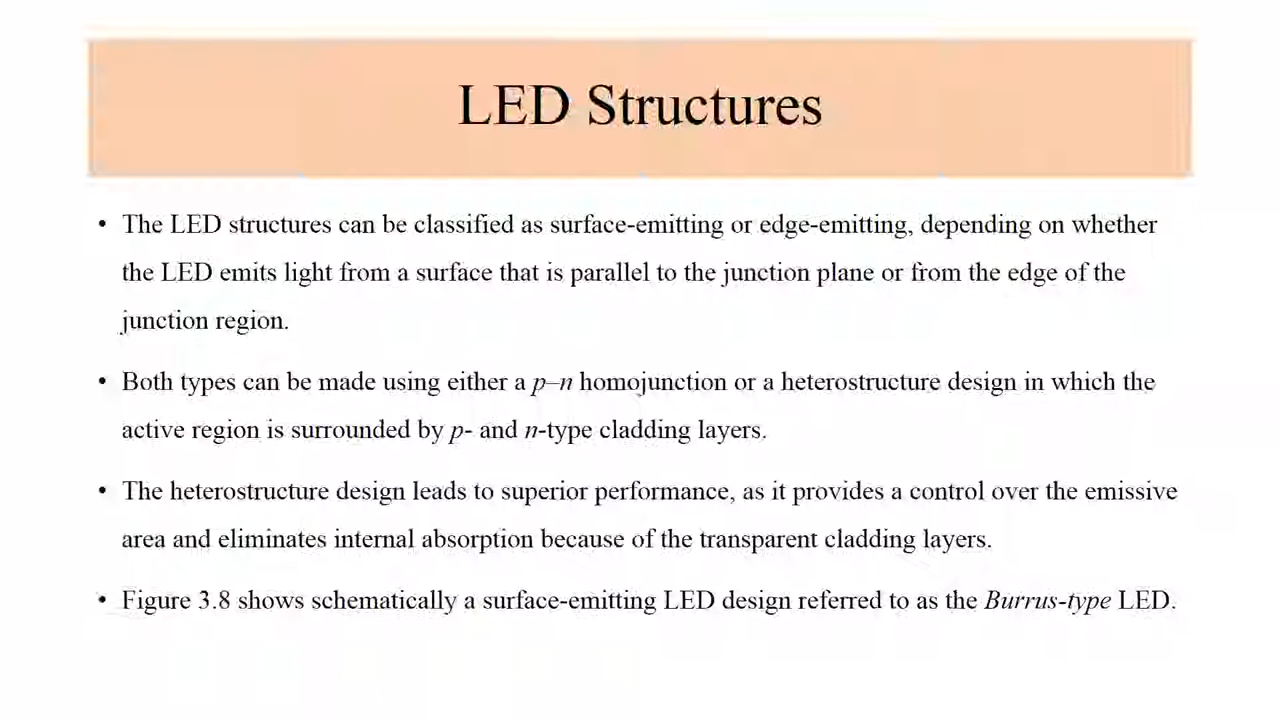 LED Structures
• The LED structures can be classified as surface-emitting or edge-emitting, depending on whether
the LED emits light from a surface that is parallel to the junction plane or from the edge of the
junction region.
• Both types can be made using either a p–n homojunction or a heterostructure design in which the
active region is surrounded by p- and n-type cladding layers.
• The heterostructure design leads to superior performance, as it provides a control over the emissive
area and eliminates internal absorption because of the transparent cladding layers.
• Figure 3.8 shows schematically a surface-emitting LED design referred to as the Burrus-type LED.